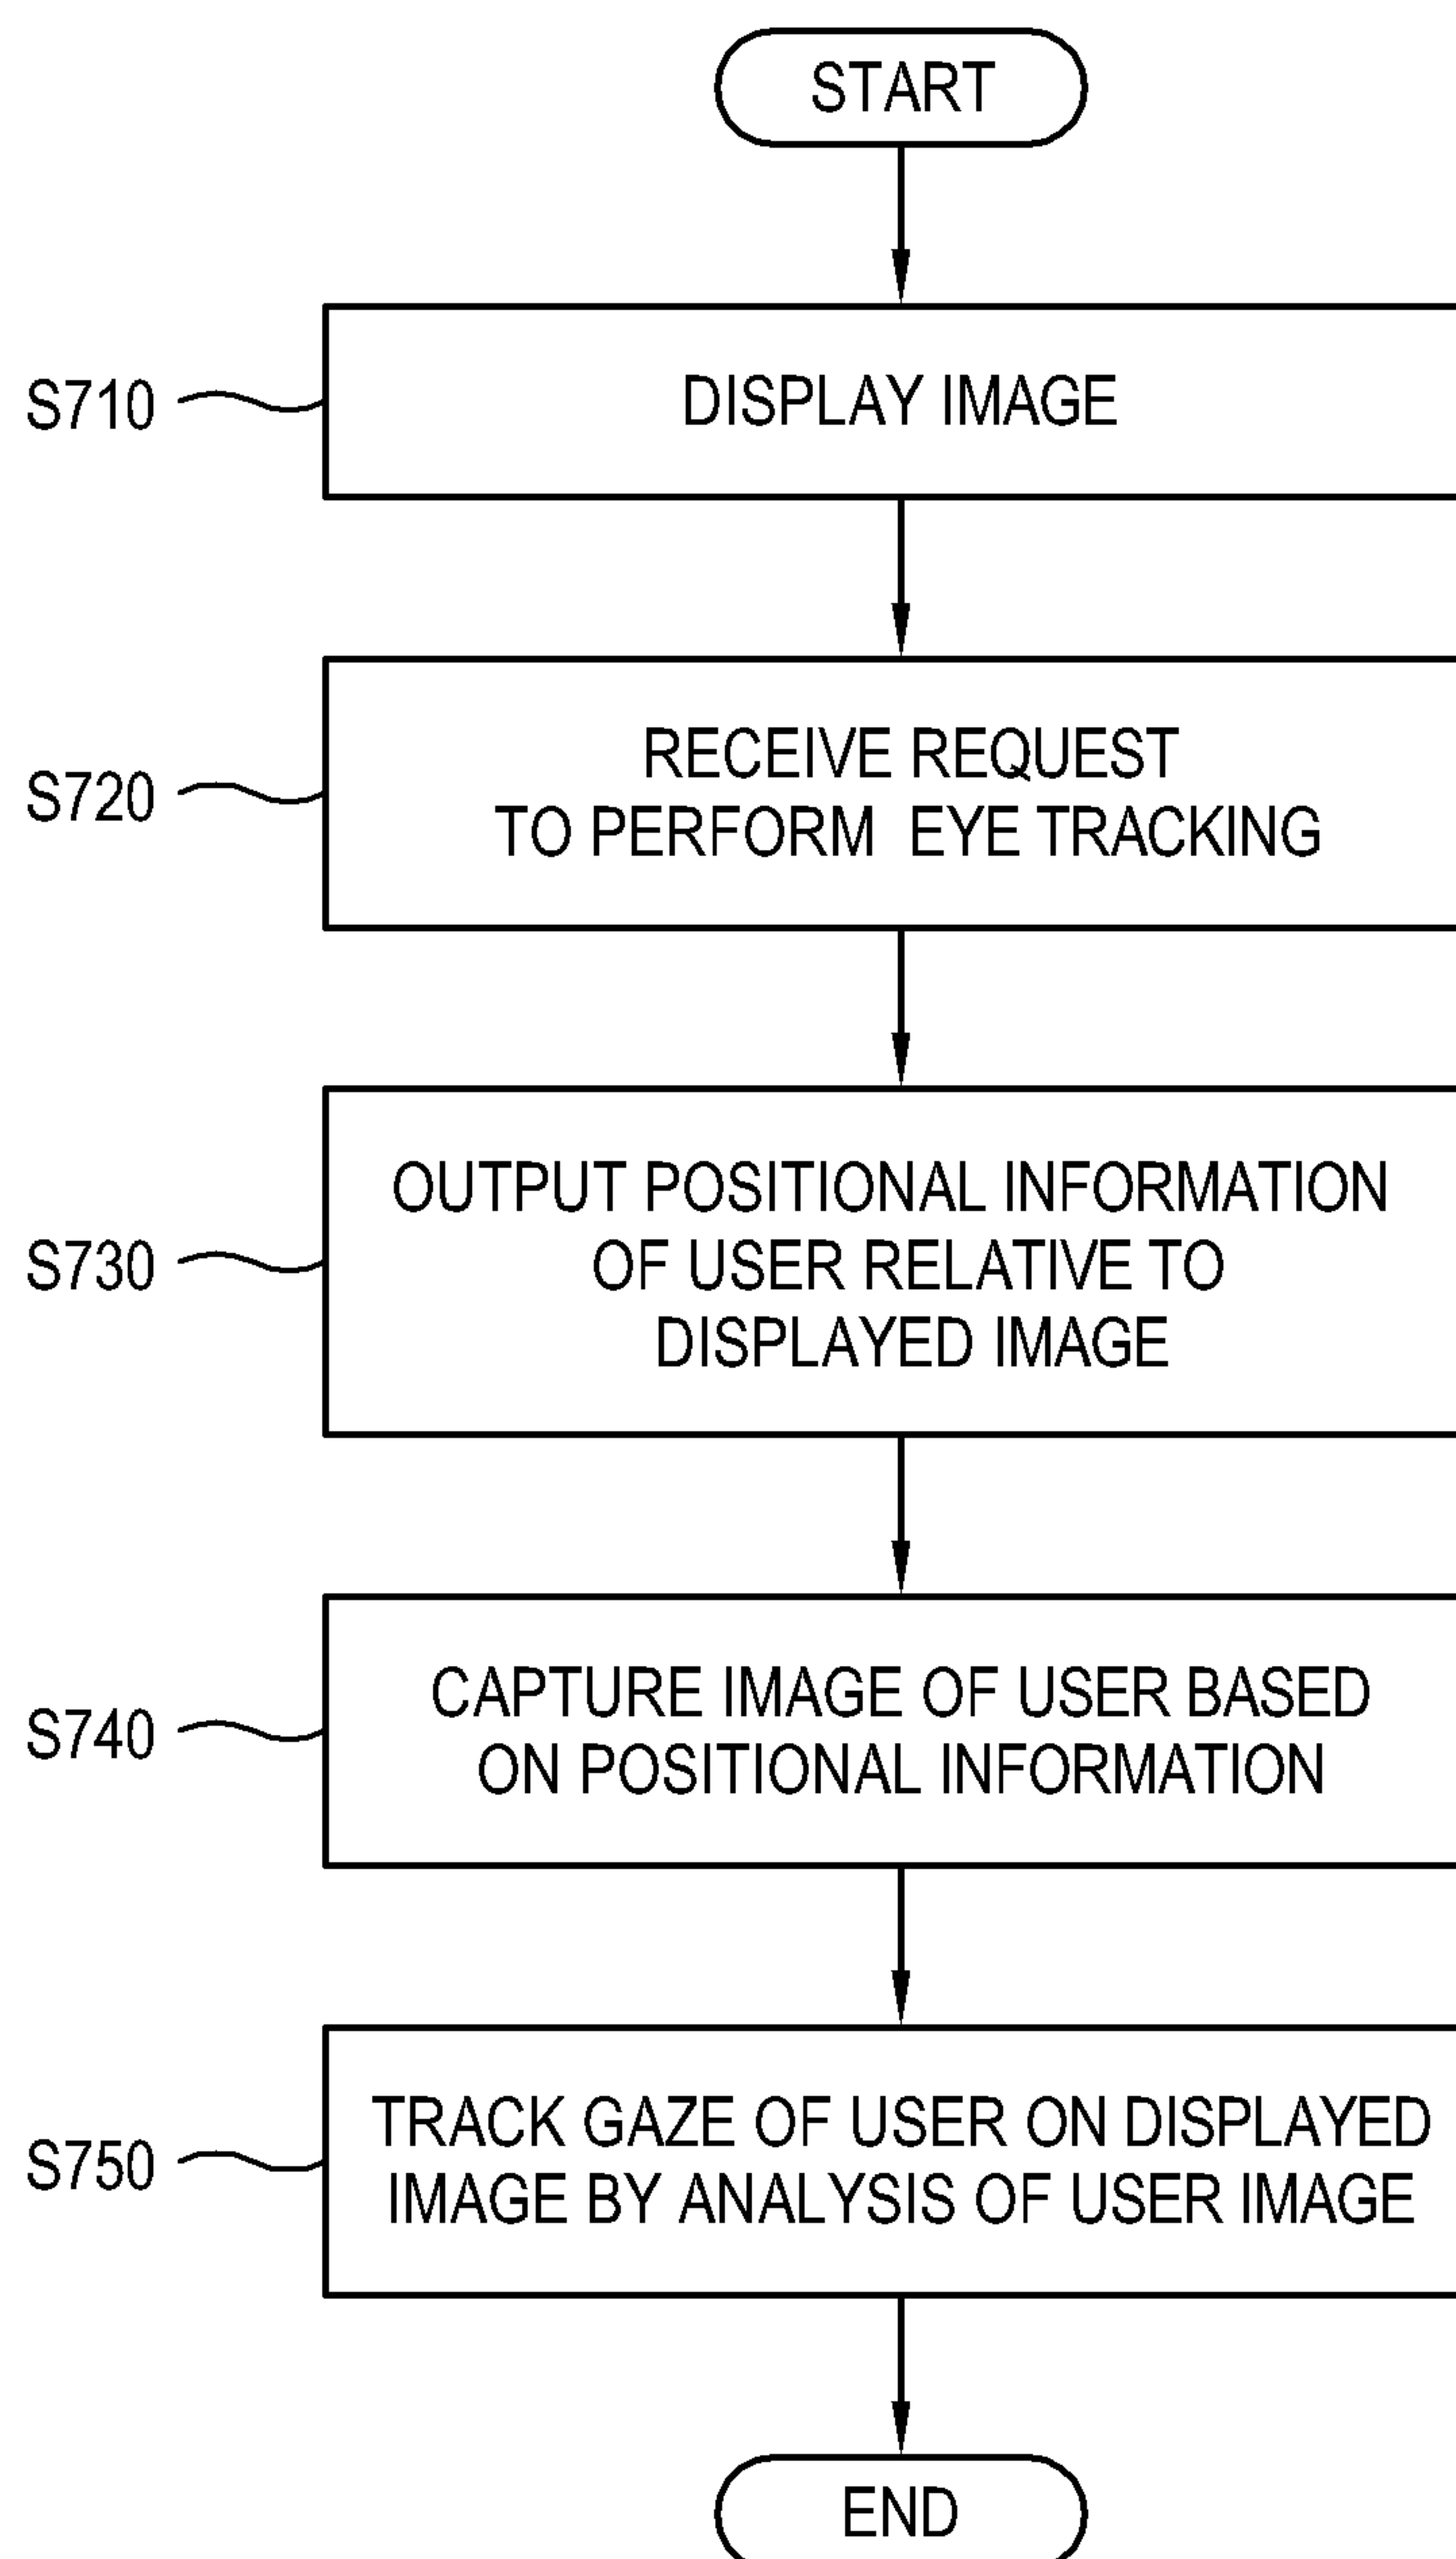 START
S710
DISPLAY IMAGE
S720
RECEIVE REQUEST
TO PERFORM EYE TRACKING
S730
OUTPUT POSITIONAL INFORMATION
OF USER RELATIVE TO
DISPLAYED IMAGE
S740
CAPTURE IMAGE OF USER BASED
ON POSITIONAL INFORMATION
S750
TRACK GAZE OF USER ON DISPLAYED
IMAGE BY ANALYSIS OF USER IMAGE
END